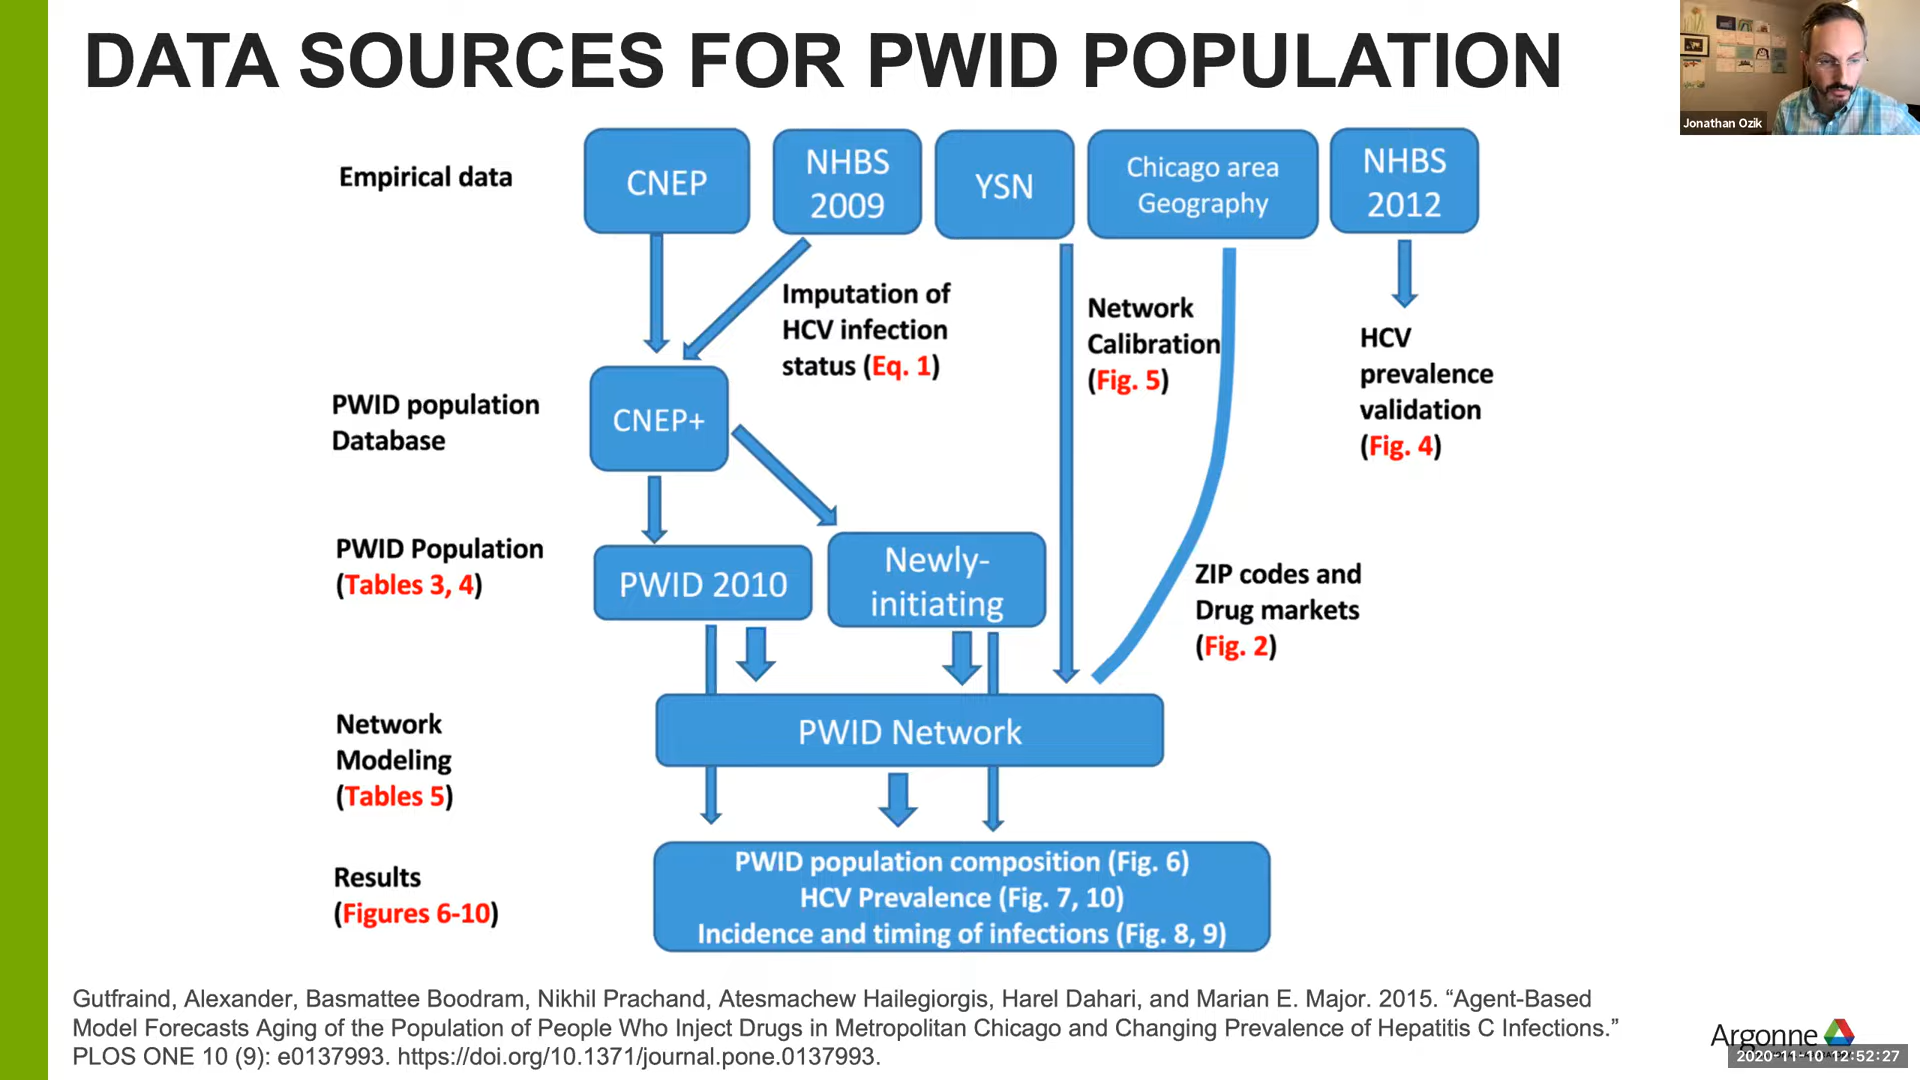 DATA SOURCES FOR PWID POPULATION
Jonathan Ozik
Empirical data
CNEP
NHBS
2009
YSN
Chicago area
Geography
NHBS
2012
Imputation of
HCV infection
status (Eq. 1)
Network
Calibration
(Fig. 5)
HCV
prevalence
validation
(Fig. 4)
PWID population
Database
CNEP+
PWID Population
(Tables 3, 4)
PWID 2010
Newly-
initiating
ZIP codes and
Drug markets
(Fig. 2)
Network
Modeling
(Tables 5)
PWID Network
Results
(Figures 6-10)
PWID population composition (Fig. 6)
HCV Prevalence (Fig. 7, 10)
Incidence and timing of infections (Fig. 8, 9)
Gutfraind, Alexander, Basmattee Boodram, Nikhil Prachand, Atesmachew Hailegiorgis, Harel Dahari, and Marian E. Major. 2015. “Agent-Based
Model Forecasts Aging of the Population of People Who Inject Drugs in Metropolitan Chicago and Changing Prevalence of Hepatitis C Infections.”
PLOS ONE 10 (9): e0137993. https://doi.org/10.1371/journal.pone.0137993.
Argonne
2020-11-10 12:52:27